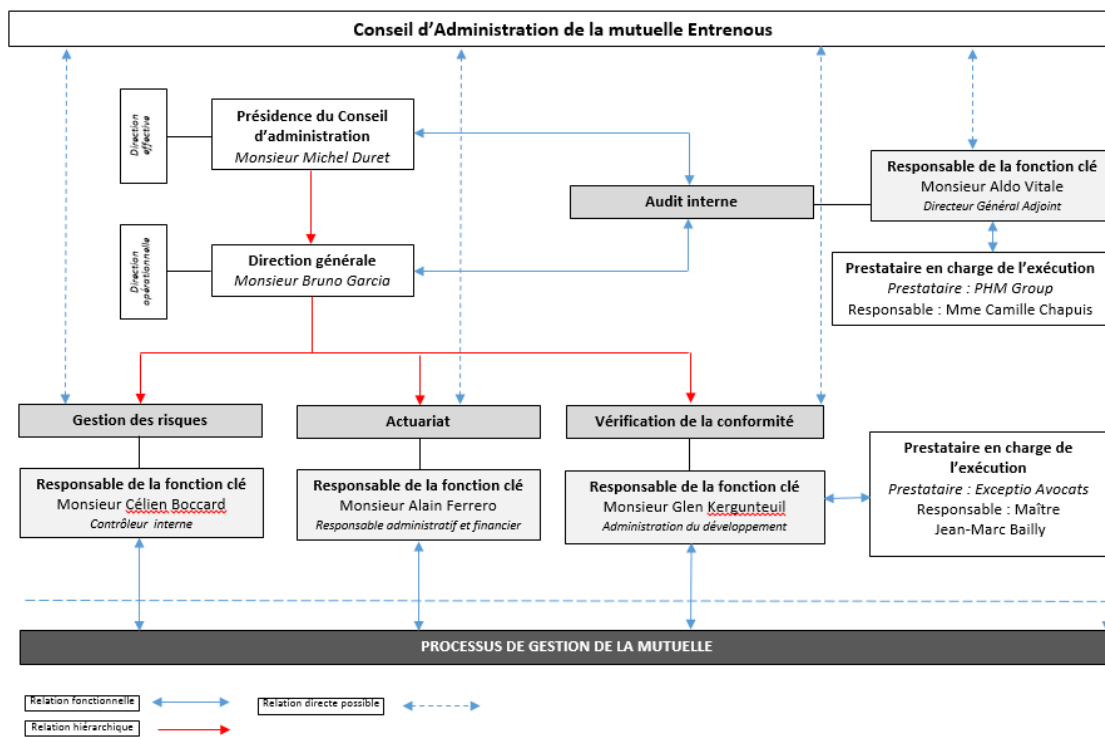 Conseil d'Administration de la mutuelle Entrenous
Direction
effective
Présidence du Conseil
d'administration
Monsieur Michel Duret
Audit interne
Responsable de la fonction clé
Monsieur Aldo Vitale
Directeur Général Adjoint
Direction
opérationnelle
Direction générale
Monsieur Bruno Garcia
Prestataire en charge de l'exécution
Prestataire : PHM Group
Responsable : Mme Camille Chapuis
Gestion des risques
Actuariat
Vérification de la conformité
Responsable de la fonction clé
Monsieur Célien Boccard
Contrôleur interne
Responsable de la fonction clé
Monsieur Alain Ferrero
Responsable administratif et financier
Responsable de la fonction clé
Monsieur Glen Kergunteuil
Administration du développement
Prestataire en charge de
l'exécution
Prestataire : Exceptio Avocats
Responsable : Maître
Jean-Marc Bailly
PROCESSUS DE GESTION DE LA MUTUELLE
Relation fonctionnelle
Relation directe possible
Relation hiérarchique